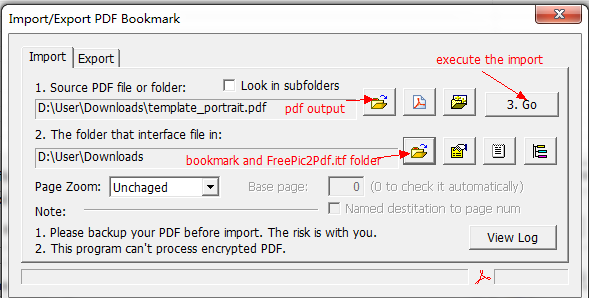 Import/Export PDF Bookmark
Import Export
execute the import
1. Source PDF file or folder: Look in subfolders
D:\User\Downloads\template_portrait.pdf pdf output 3. Go
2. The folder that interface file in:
D:\User\Downloads bookmark and FreePic2Pdf.itf folder
Page Zoom: Unchaged Base page: 0 (0 to check it automatically)
Note: Named destitation to page num
1. Please backup your PDF before import. The risk is with you.
2. This program can't process encrypted PDF. View Log